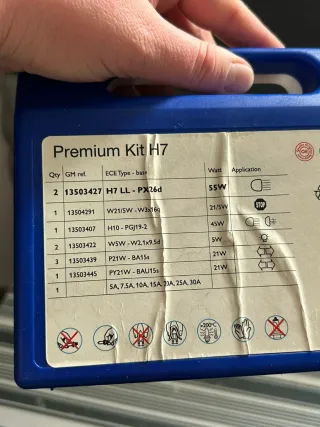 Premium Kit H7
Qty GM ref. ECE Type - base Watt Application
2 13503427 H7 LL - PX26d 55W
1 13504291 W21/5W - W3x16q 21/5W STOP
1 13503407 H10 - PGJ19-2 45W
2 13503422 W5W - W2.1x9.5d 5W
3 13503439 P21W - BA15s 21W
1 13503445 PY21W - BAU15s 21W
1 5A, 7.5A, 10A, 15A, 20A, 25A, 30A
>200°C